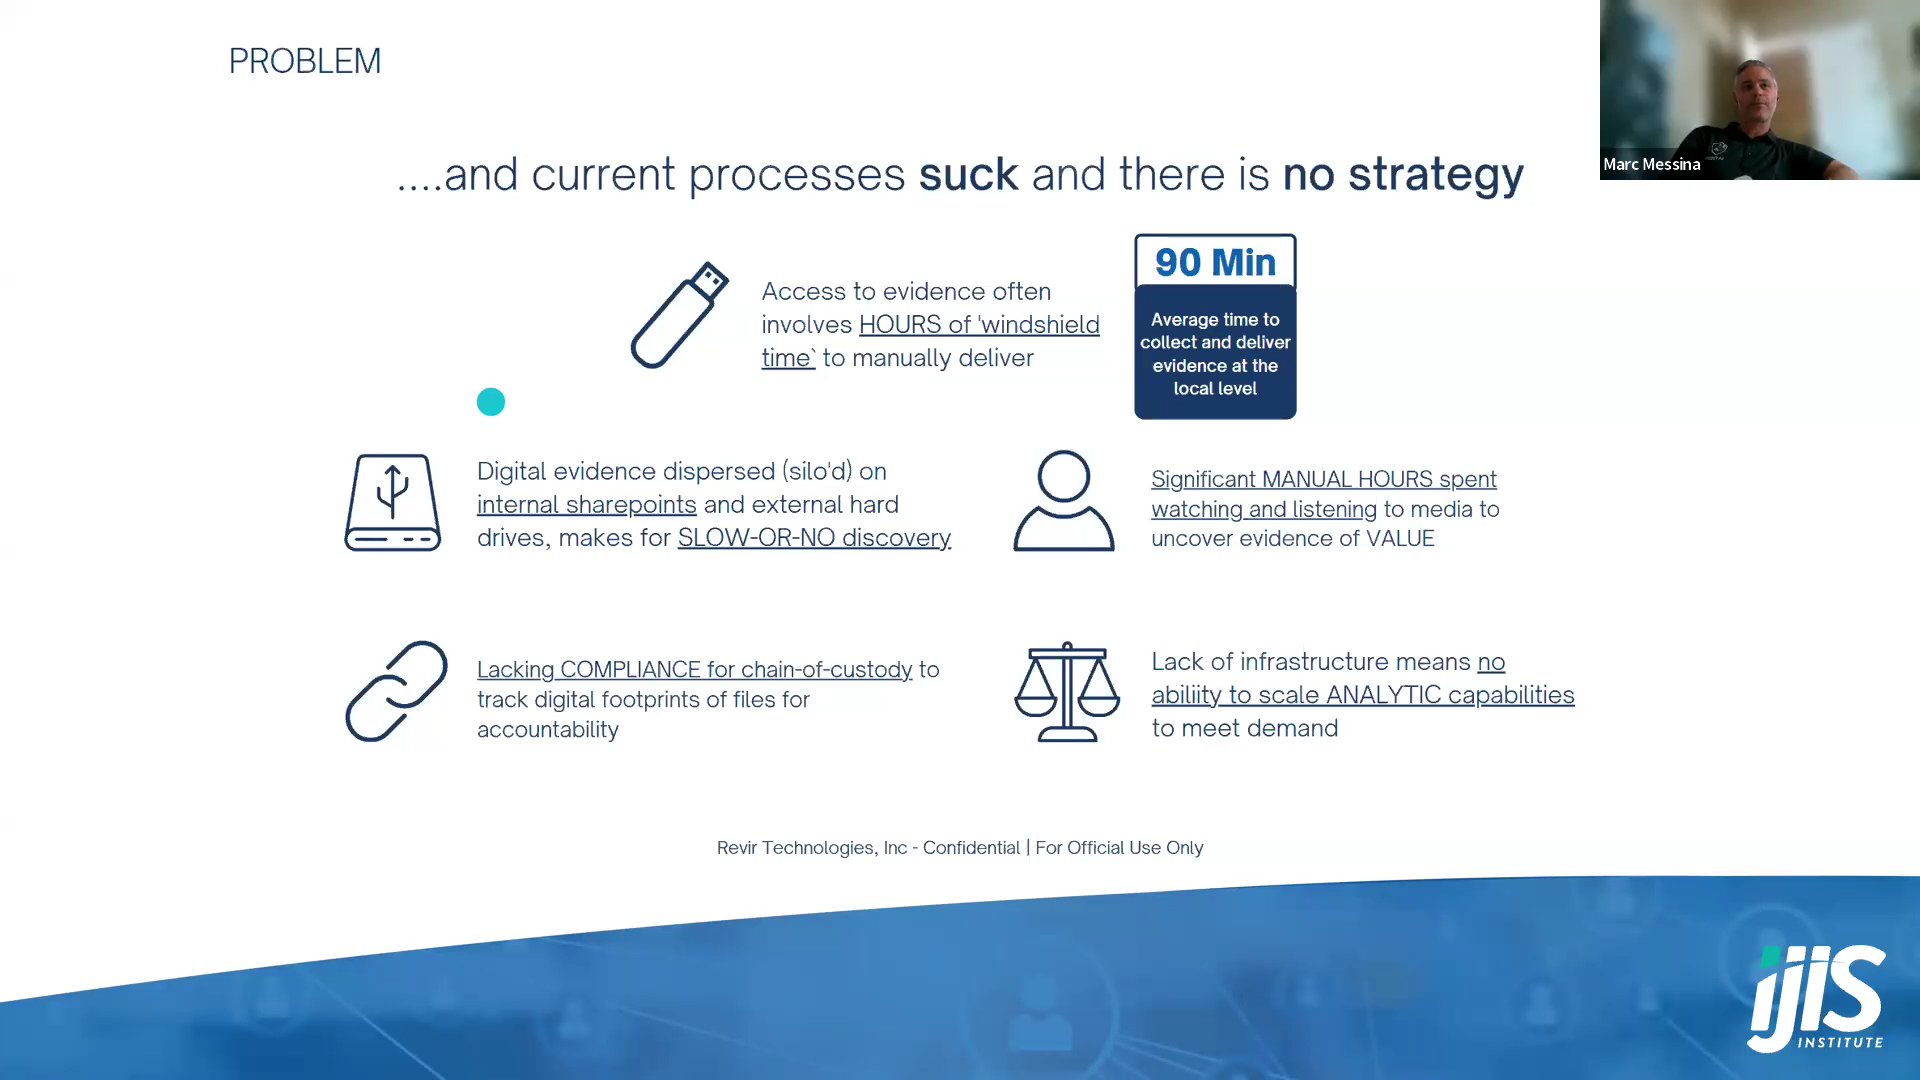 PROBLEM
....and current processes suck and there is no strategy
Access to evidence often
involves HOURS of 'windshield
time` to manually deliver
90 Min
Average time to
collect and deliver
evidence at the
local level
Digital evidence dispersed (silo'd) on
internal sharepoints and external hard
drives, makes for SLOW-OR-NO discovery
Significant MANUAL HOURS spent
watching and listening to media to
uncover evidence of VALUE
Lacking COMPLIANCE for chain-of-custody to
track digital footprints of files for
accountability
Lack of infrastructure means no
abiliity to scale ANALYTIC capabilities
to meet demand
Revir Technologies, Inc - Confidential | For Official Use Only
Marc Messina
iJIS
INSTITUTE